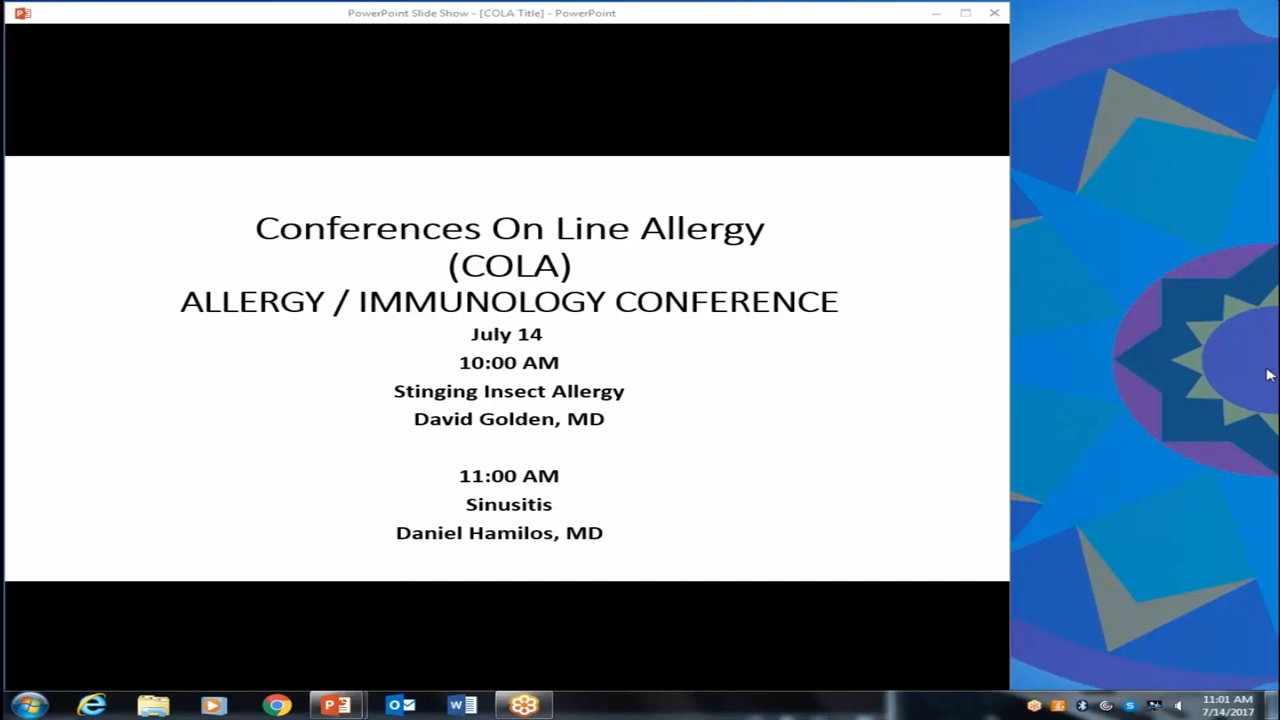 PowerPoint Slide Show - [COLA Title] - PowerPoint
Conferences On Line Allergy
(COLA)
ALLERGY / IMMUNOLOGY CONFERENCE
July 14
10:00 AM
Stinging Insect Allergy
David Golden, MD
11:00 AM
Sinusitis
Daniel Hamilos, MD
11:01 AM
7/14/2017